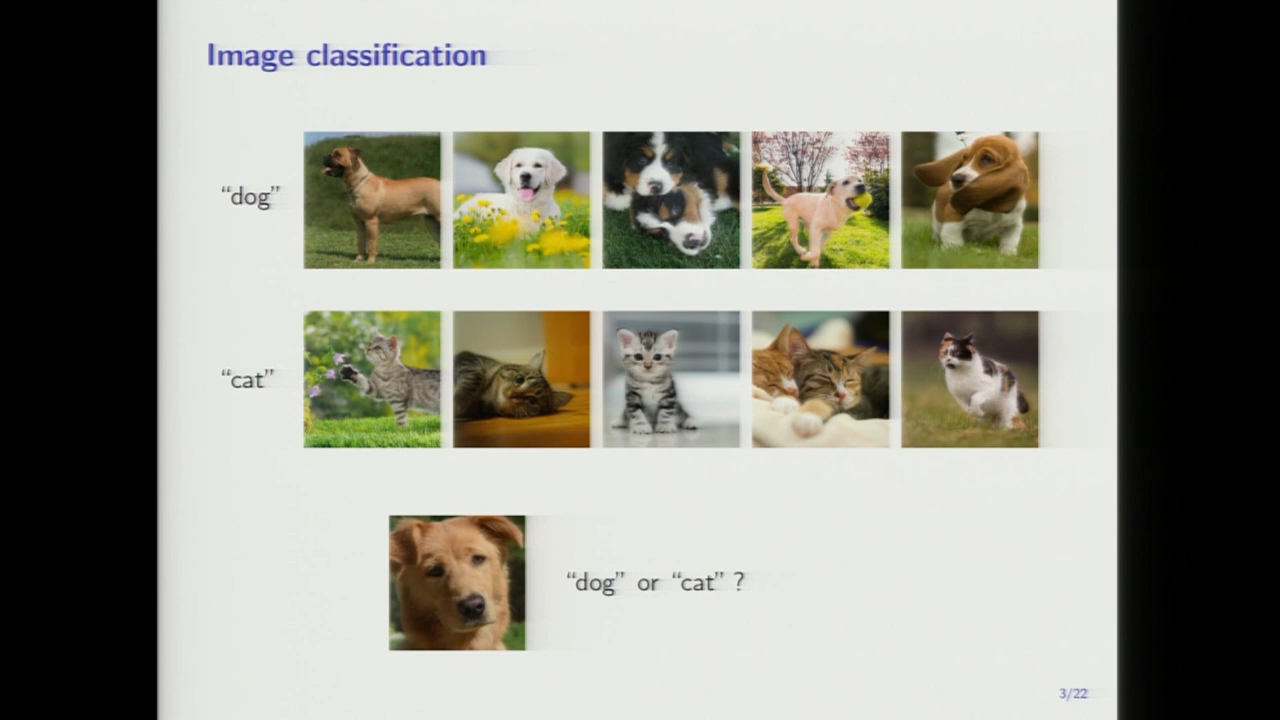 Image classification
“dog”
“cat”
“dog” or “cat” ?
3/22